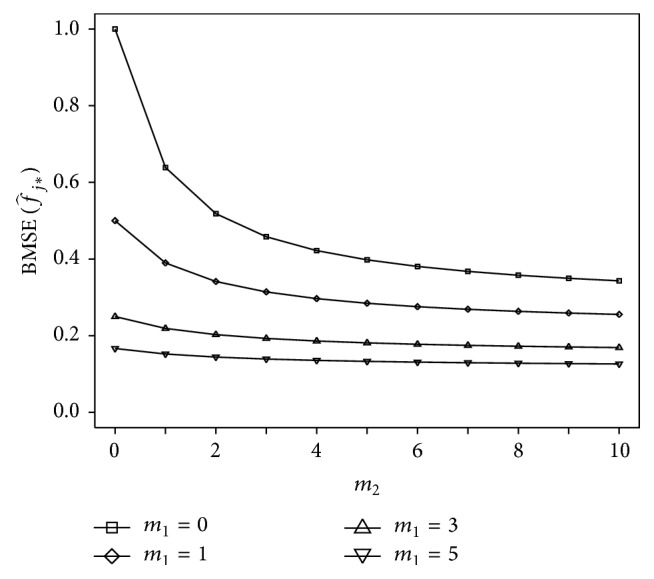 1.0
0.8
0.6
0.4
0.2
0.0
BMSE (f̂ j∗)
0 2 4 6 8 10
m₂
m₁ = 0 m₁ = 3
m₁ = 1 m₁ = 5